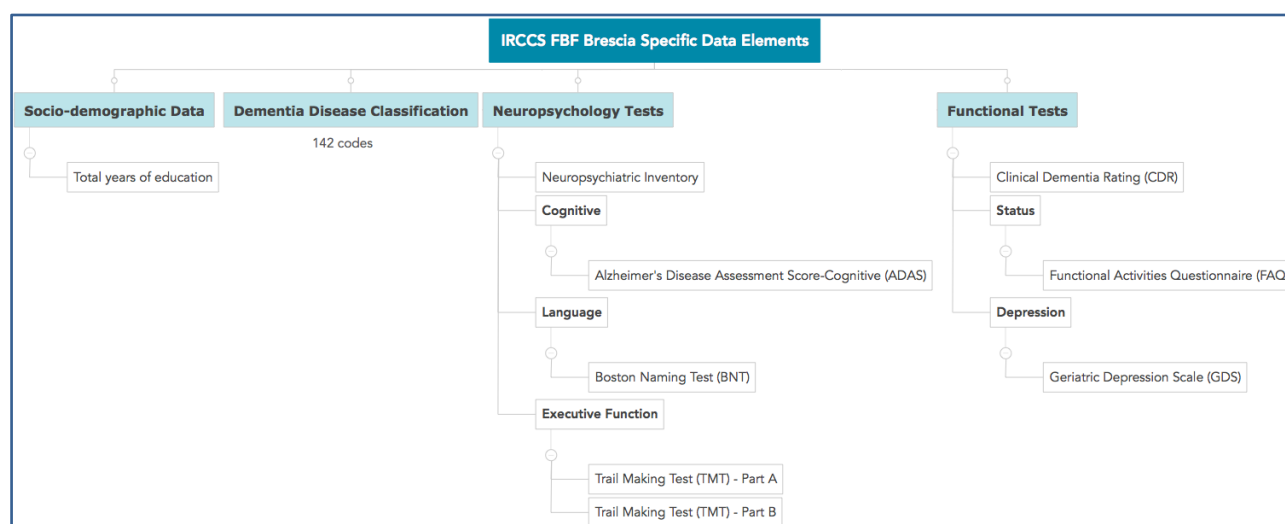 IRCCS FBF Brescia Specific Data Elements
Socio-demographic Data
Total years of education
Dementia Disease Classification
142 codes
Neuropsychology Tests
Neuropsychiatric Inventory
Cognitive
Alzheimer's Disease Assessment Score-Cognitive (ADAS)
Language
Boston Naming Test (BNT)
Executive Function
Trail Making Test (TMT) - Part A
Trail Making Test (TMT) - Part B
Functional Tests
Clinical Dementia Rating (CDR)
Status
Functional Activities Questionnaire (FAQ
Depression
Geriatric Depression Scale (GDS)